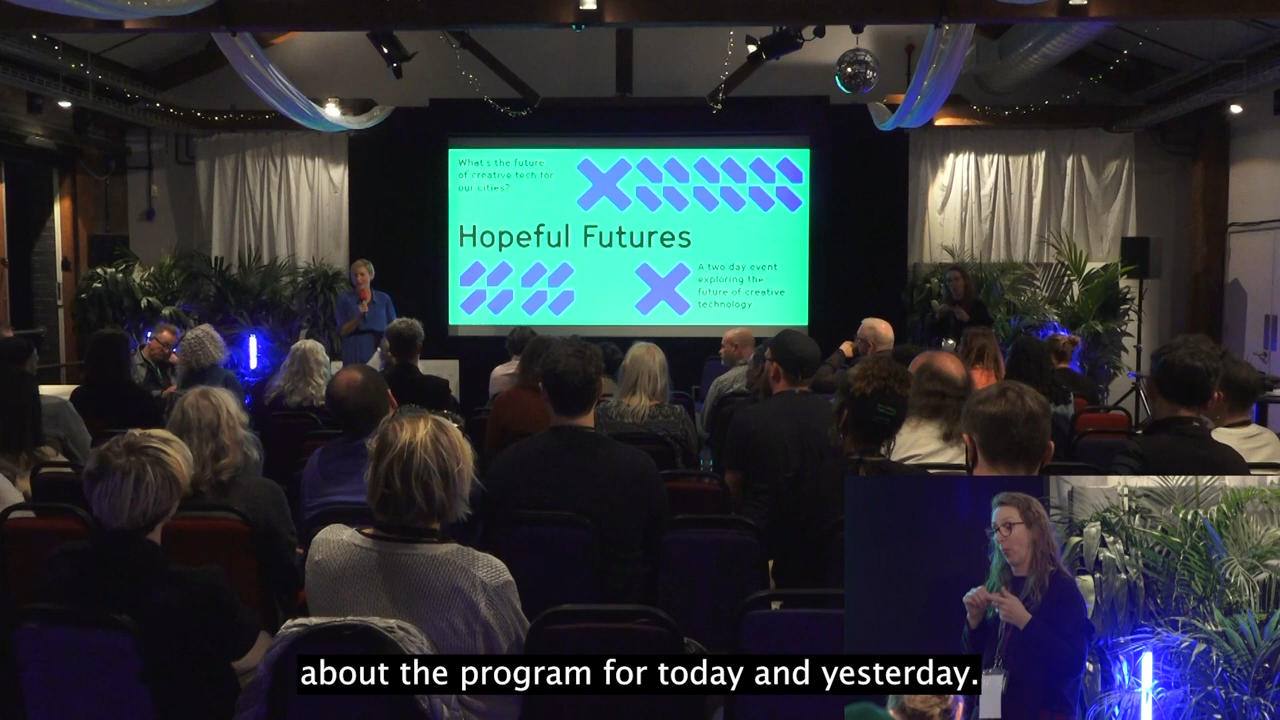 What's the future
of creative tech for
our cities?
Hopeful Futures
A two day event
exploring the
future of creative
technology
about the program for today and yesterday.